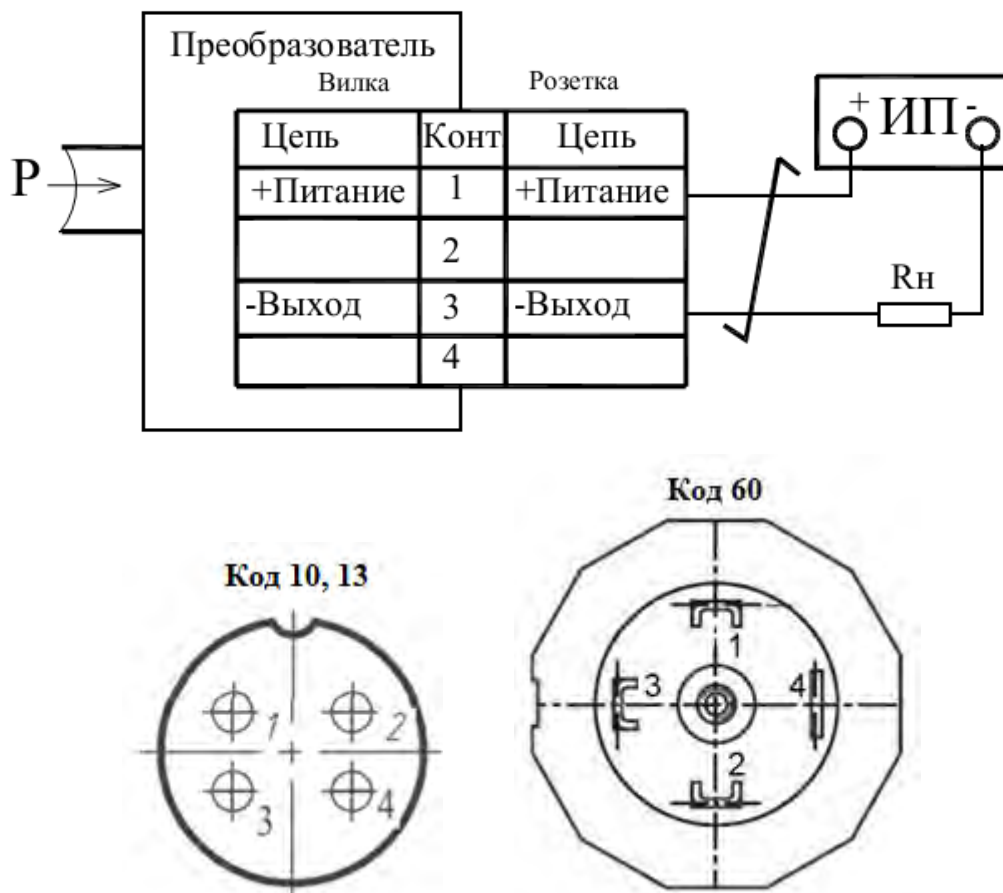 Преобразователь
Вилка Розетка
+ ИП -
Цепь Конт Цепь
P
+Питание 1 +Питание
2
Rн
-Выход 3 -Выход
4
Код 60
Код 10, 13
1
3 4
1 2
2
3 4